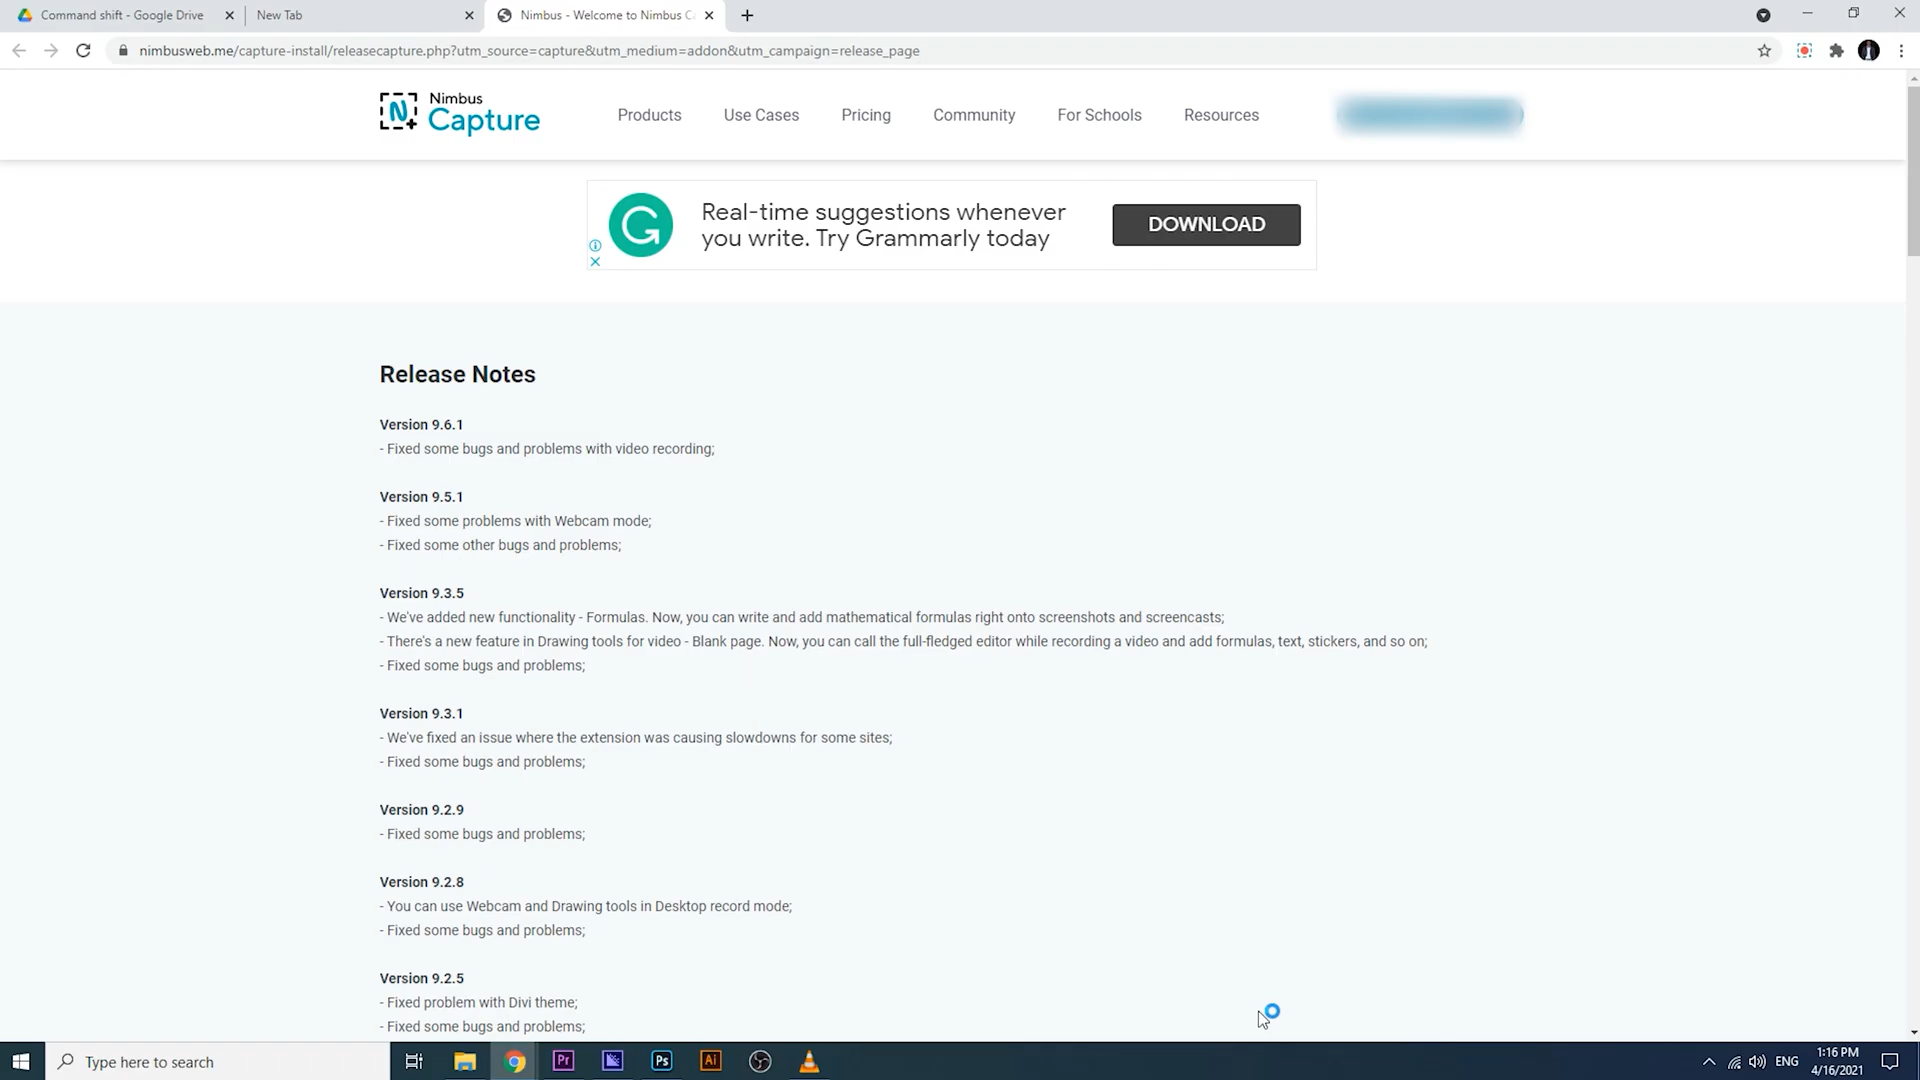 Command shift - Google Drive
New Tab
Nimbus - Welcome to Nimbus C
nimbusweb.me/capture-install/releasecapture.php?utm_source=capture&utm_medium=addon&utm_campaign=release_page
Nimbus
Capture
Products
Use Cases
Pricing
Community
For Schools
Resources
Real-time suggestions whenever
you write. Try Grammarly today
DOWNLOAD
Release Notes
Version 9.6.1
- Fixed some bugs and problems with video recording;
Version 9.5.1
- Fixed some problems with Webcam mode;
- Fixed some other bugs and problems;
Version 9.3.5
- We've added new functionality - Formulas. Now, you can write and add mathematical formulas right onto screenshots and screencasts;
- There's a new feature in Drawing tools for video - Blank page. Now, you can call the full-fledged editor while recording a video and add formulas, text, stickers, and so on;
- Fixed some bugs and problems;
Version 9.3.1
- We've fixed an issue where the extension was causing slowdowns for some sites;
- Fixed some bugs and problems;
Version 9.2.9
- Fixed some bugs and problems;
Version 9.2.8
- You can use Webcam and Drawing tools in Desktop record mode;
- Fixed some bugs and problems;
Version 9.2.5
- Fixed problem with Divi theme;
- Fixed some bugs and problems;
Type here to search
Pr
Ps
Ai
ENG
1:16 PM
4/16/2021